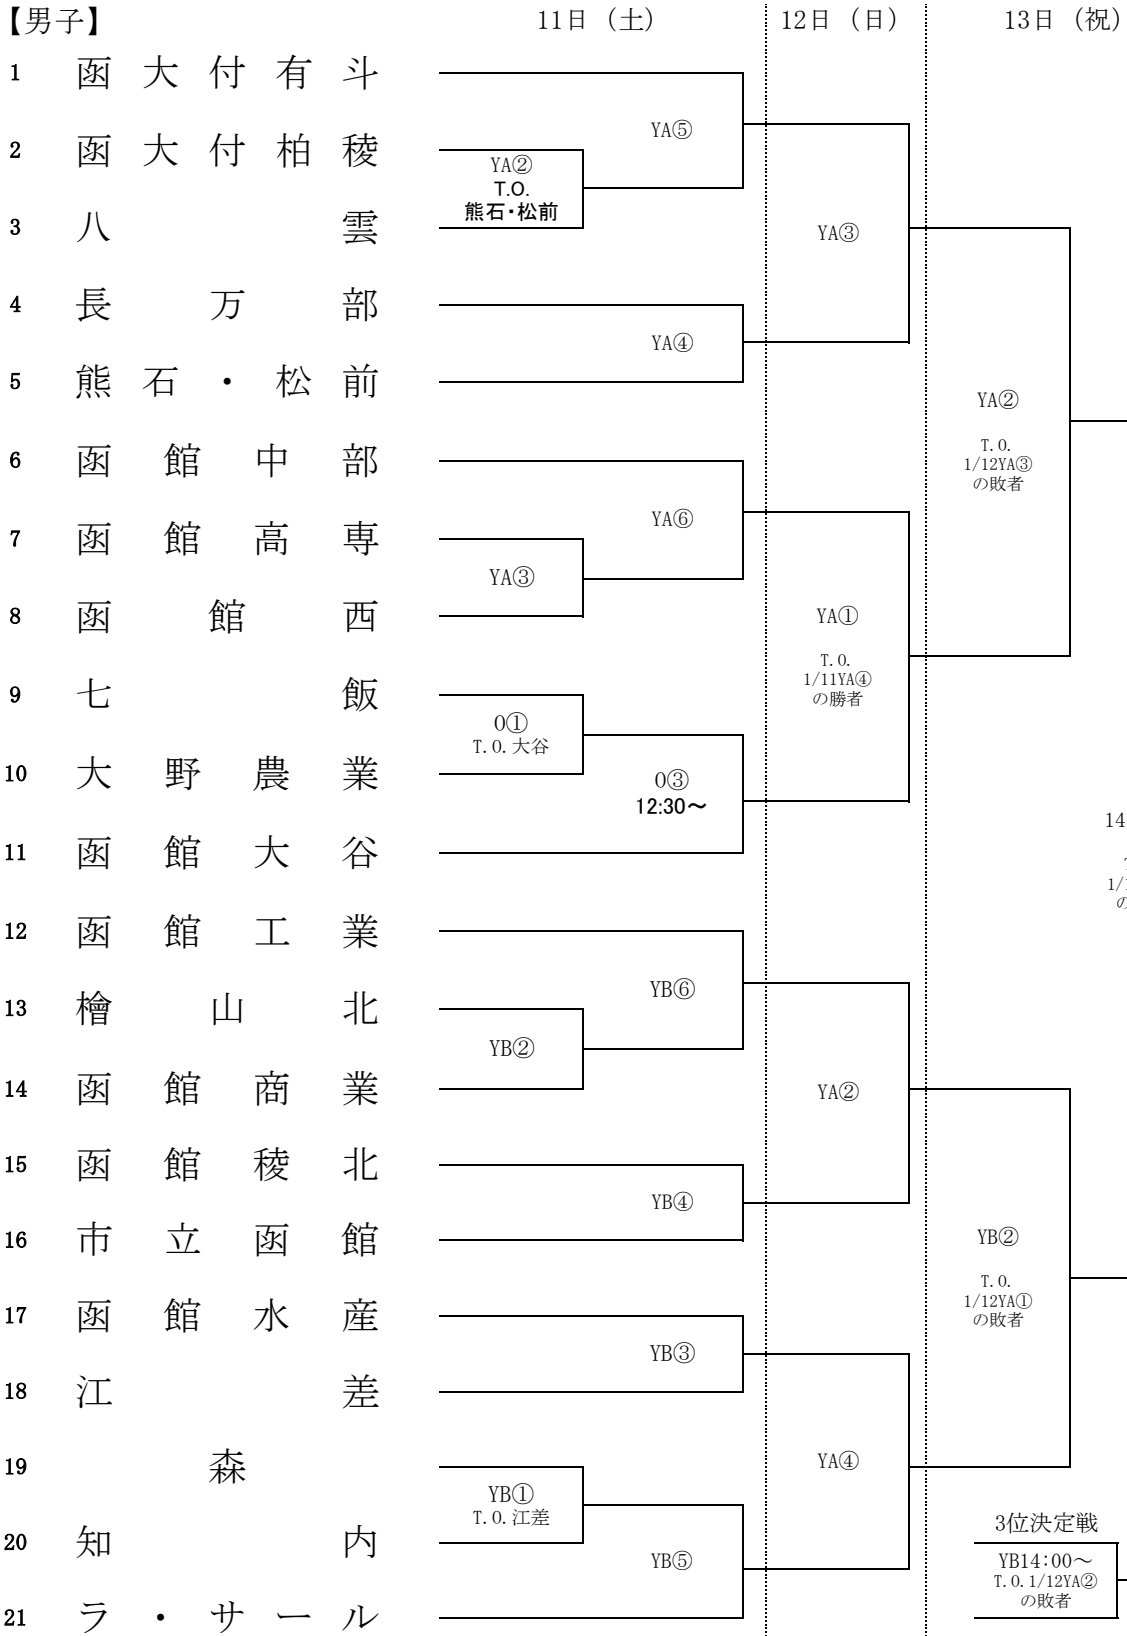 【男子】 11日（土） 12日（日） 13日（祝）
1 函大付有斗
YA⑤
2 函大付柏稜
YA②
T.O.
熊石・松前
3 八雲
YA③
4 長万部
YA④
5 熊石・松前
YA②
T.O.
1/12YA③
の敗者
6 函館中部
YA⑥
7 函館高専
YA③
8 函館西
YA①
T.O.
1/11YA④
の勝者
9 七飯
O①
T.O.大谷
10 大野農業
O③
12:30～
11 函館大谷
14
1/
の
12 函館工業
YB⑥
13 檜山北
YB②
14 函館商業
YA②
15 函館稜北
YB④
16 市立函館
YB②
T.O.
1/12YA①
の敗者
17 函館水産
YB③
18 江差
19 森
YA④
YB①
T.O.江差
20 知内
YB⑤
3位決定戦
YB14:00～
T.O.1/12YA②
の敗者
21 ラ・サール